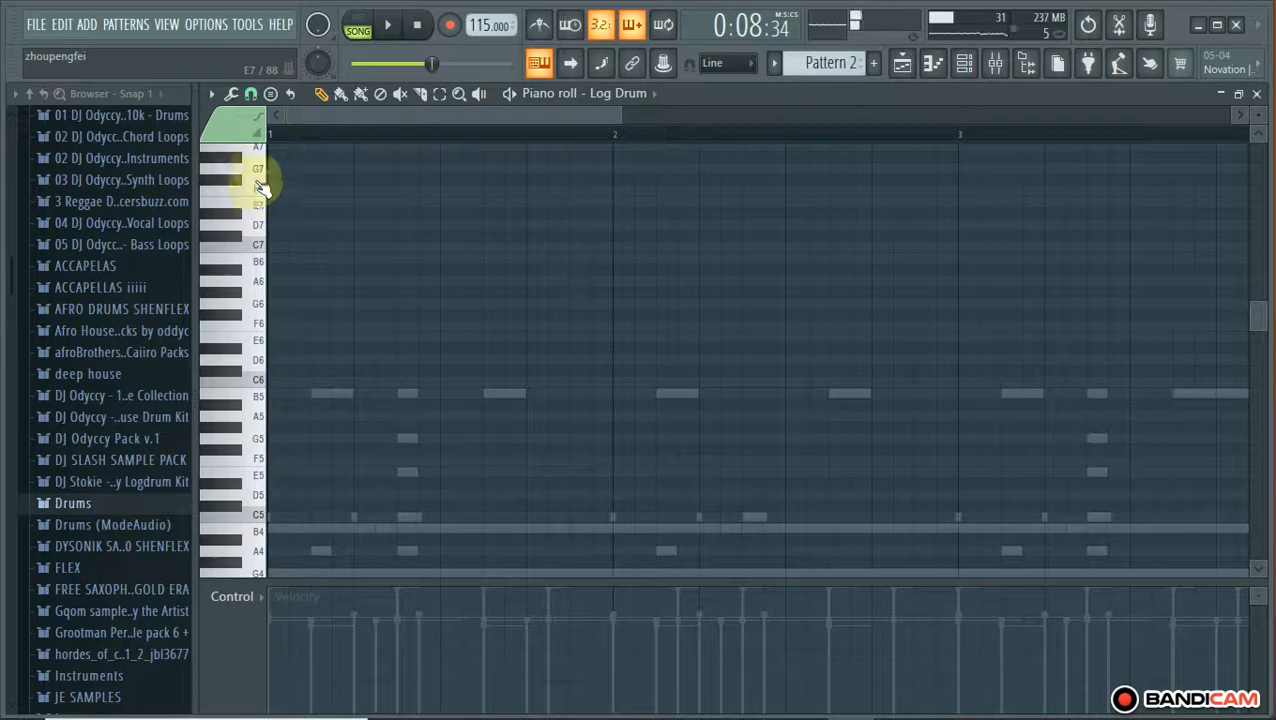 FILE EDIT ADD PATTERNS VIEW OPTIONS TOOLS HELP
SONG
115.000
3.2.
0:08:34
M:S:CS
31
237 MB
5
zhoupengfei
E7 / 88
Line
Pattern 2
+
05-04
Novation |
Browser - Snap 1
Piano roll - Log Drum
01 DJ Odyccy..10k - Drums
02 DJ Odyccy..Chord Loops
02 DJ Odyccy..Instruments
03 DJ Odyccy..Synth Loops
3 Reggae D..cersbuzz.com
04 DJ Odyccy..Vocal Loops
05 DJ Odycc..- Bass Loops
ACCAPELAS
ACCAPELLAS iiiii
AFRO DRUMS SHENFLEX
Afro House..cks by oddyc
afroBrothers..Cairo Packs
deep house
DJ Odyccy - 1..e Collection
DJ Odyccy -..use Drum Kit
DJ Odyccy Pack v.1
DJ SLASH SAMPLE PACK
DJ Stokie -..y Logdrum Kit
Drums
Drums (ModeAudio)
DYSONIK SA..0 SHENFLEX
FLEX
FREE SAXOPH..GOLD ERA
Gqom sample..y the Artist
Grootman Per..le pack 6 +
hordes_of_c..1_2_jbl3677
Instruments
JE SAMPLES
1
2
3
A7
G7
E7
D7
C7
B6
A6
G6
F6
E6
D6
C6
B5
A5
G5
F5
E5
D5
C5
B4
A4
G4
Control
Velocity
BANDICAM